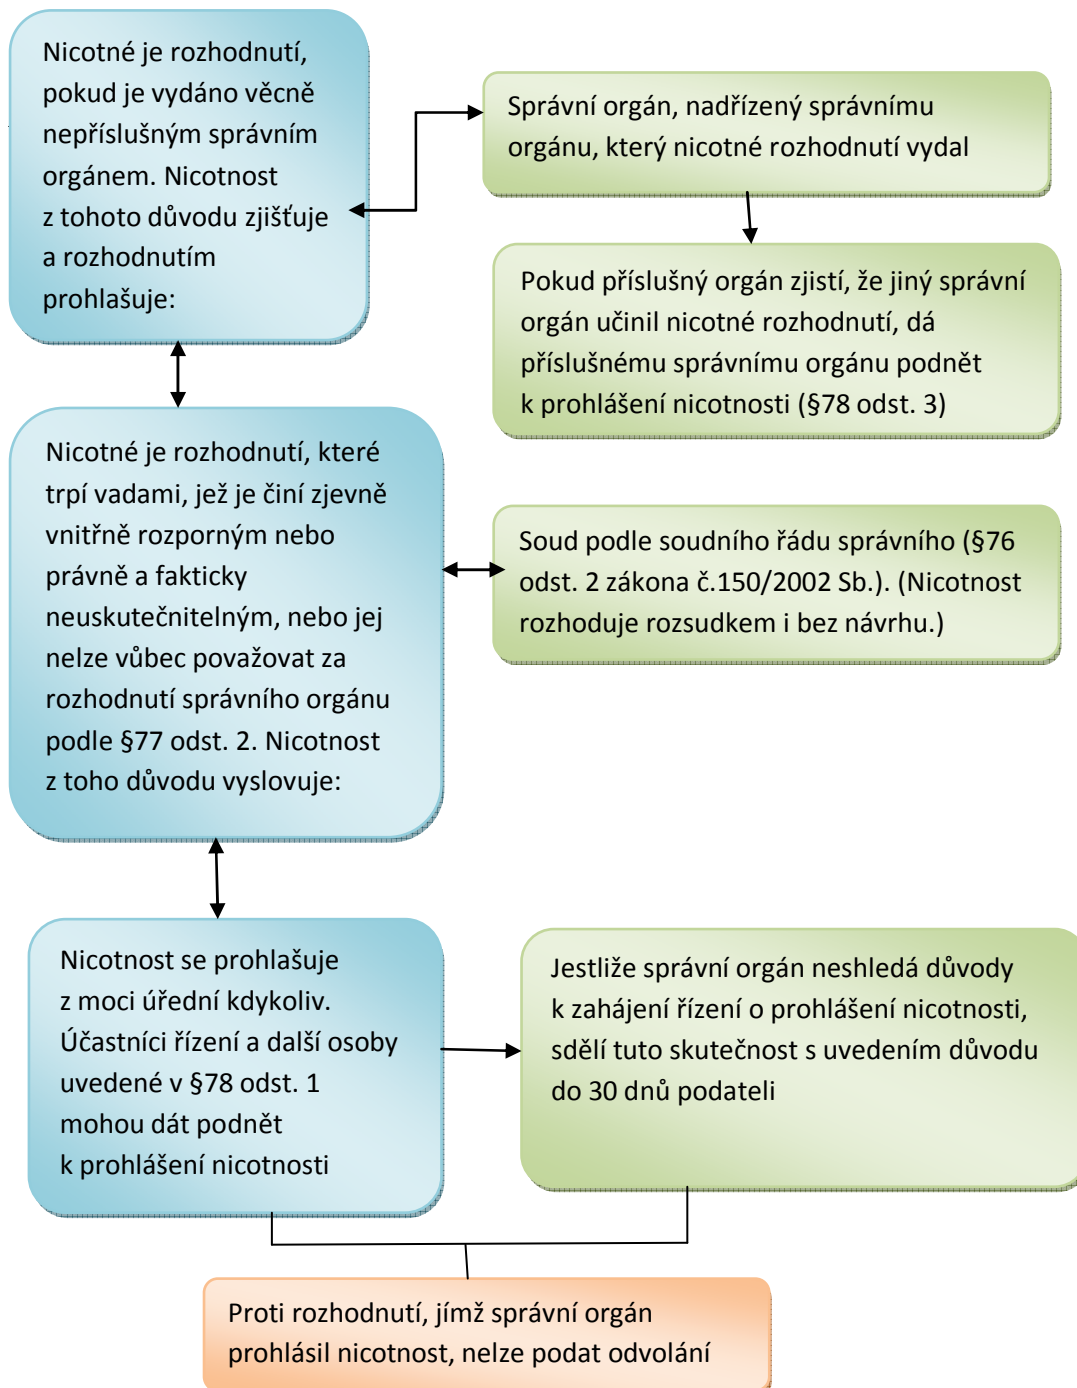 Nicotné je rozhodnutí,
pokud je vydáno věcně
nepříslušným správním
orgánem. Nicotnost
z tohoto důvodu zjišťuje
a rozhodnutím
prohlašuje:
Správní orgán, nadřízený správnímu
orgánu, který nicotné rozhodnutí vydal
Pokud příslušný orgán zjistí, že jiný správní
orgán učinil nicotné rozhodnutí, dá
příslušnému správnímu orgánu podnět
k prohlášení nicotnosti (§78 odst. 3)
Nicotné je rozhodnutí, které
trpí vadami, jež je činí zjevně
vnitřně rozporným nebo
právně a fakticky
neuskutečnitelným, nebo jej
nelze vůbec považovat za
rozhodnutí správního orgánu
podle §77 odst. 2. Nicotnost
z toho důvodu vyslovuje:
Soud podle soudního řádu správního (§76
odst. 2 zákona č.150/2002 Sb.). (Nicotnost
rozhoduje rozsudkem i bez návrhu.)
Nicotnost se prohlašuje
z moci úřední kdykoliv.
Účastníci řízení a další osoby
uvedené v §78 odst. 1
mohou dát podnět
k prohlášení nicotnosti
Jestliže správní orgán neshledá důvody
k zahájení řízení o prohlášení nicotnosti,
sdělí tuto skutečnost s uvedením důvodu
do 30 dnů podateli
Proti rozhodnutí, jímž správní orgán
prohlásil nicotnost, nelze podat odvolání